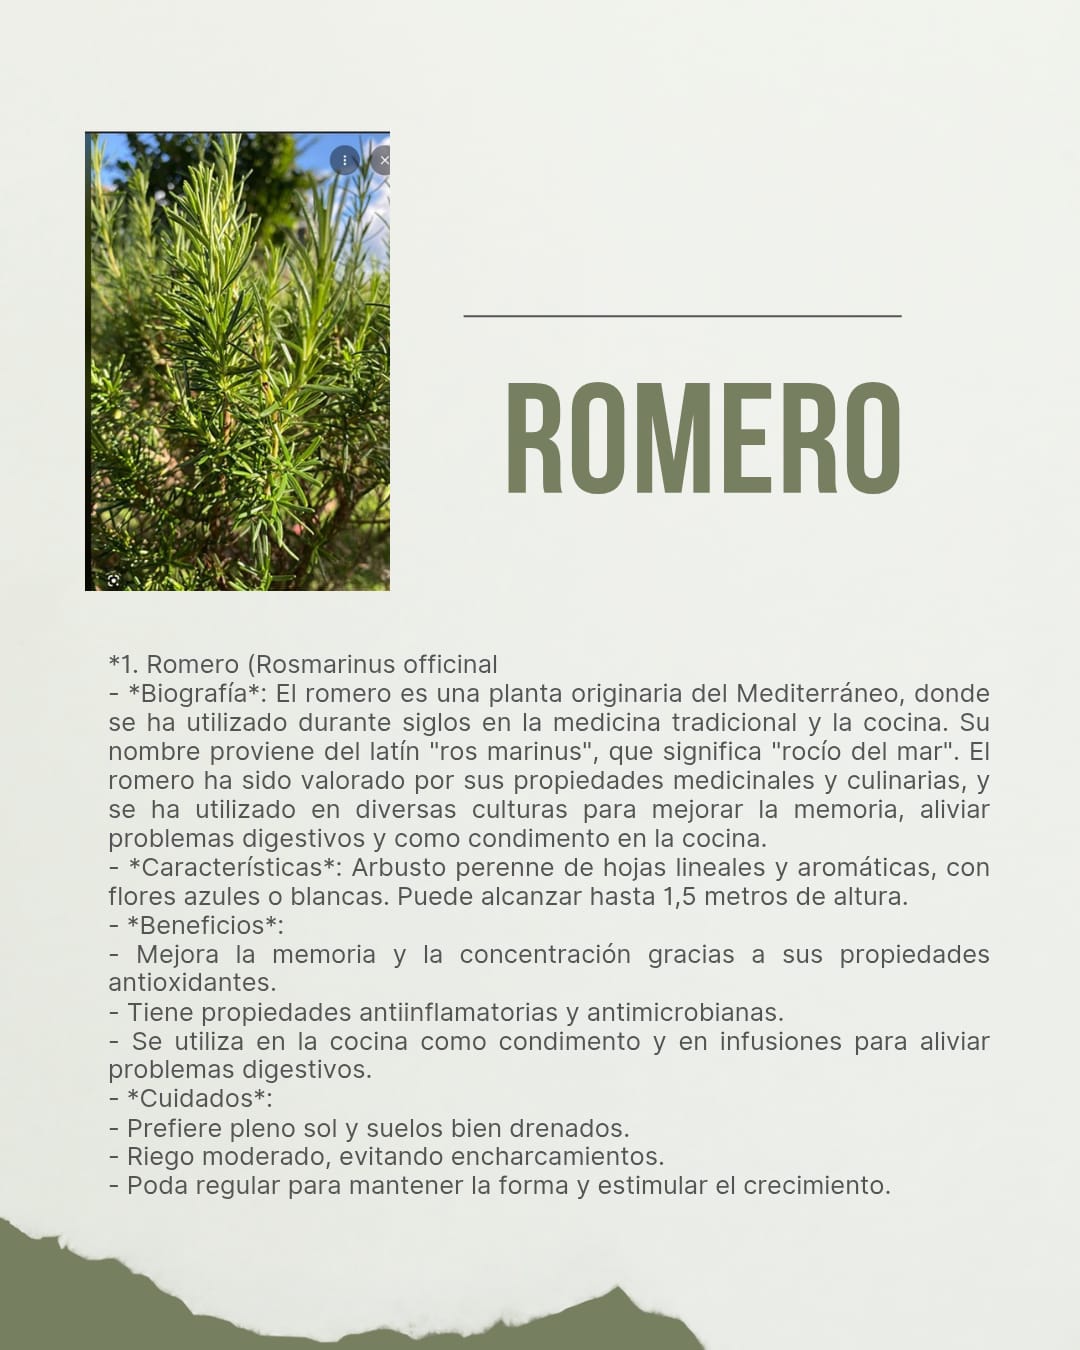 ROMERO
*1. Romero (Rosmarinus officinal
- *Biografía*: El romero es una planta originaria del Mediterráneo, donde
se ha utilizado durante siglos en la medicina tradicional y la cocina. Su
nombre proviene del latín "ros marinus", que significa "rocío del mar". El
romero ha sido valorado por sus propiedades medicinales y culinarias, y
se ha utilizado en diversas culturas para mejorar la memoria, aliviar
problemas digestivos y como condimento en la cocina.
- *Características*: Arbusto perenne de hojas lineales y aromáticas, con
flores azules o blancas. Puede alcanzar hasta 1,5 metros de altura.
- *Beneficios*:
- Mejora la memoria y la concentración gracias a sus propiedades
antioxidantes.
- Tiene propiedades antiinflamatorias y antimicrobianas.
- Se utiliza en la cocina como condimento y en infusiones para aliviar
problemas digestivos.
- *Cuidados*:
- Prefiere pleno sol y suelos bien drenados.
- Riego moderado, evitando encharcamientos.
- Poda regular para mantener la forma y estimular el crecimiento.